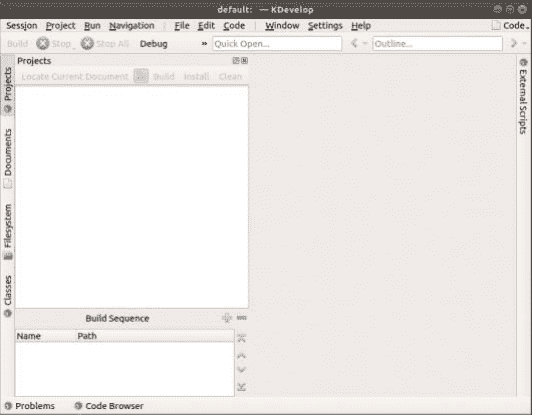 default: — KDevelop
Session Project Run Navigation File Edit Code Window Settings Help Code.
Build Stop Stop All Debug » Quick Open... Outline...
Projects
Locate Current Document Build Install Clean
Projects
Documents
Filesystem
Classes
External Scripts
Build Sequence
Name Path
Problems Code Browser